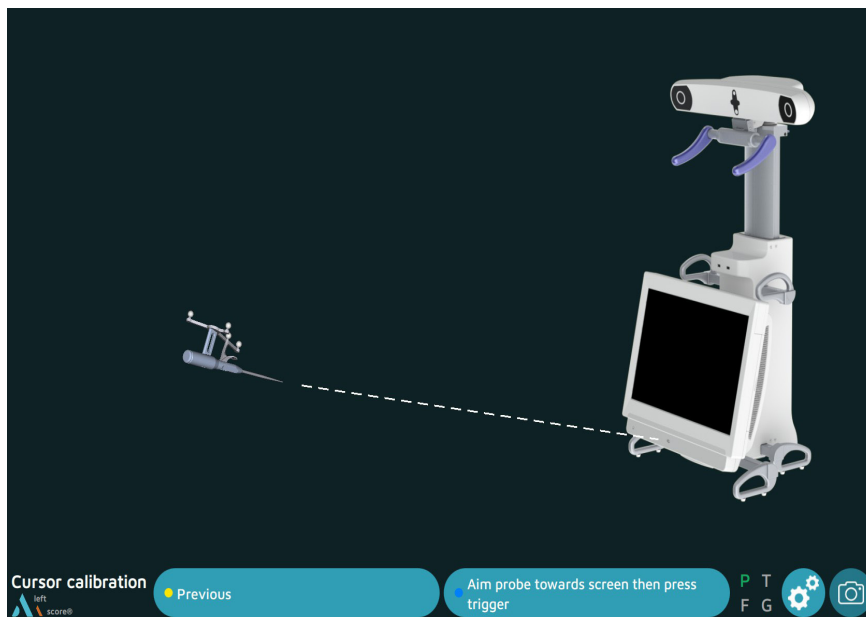 Cursor calibration
left
score®
Previous
Aim probe towards screen then press
trigger
P T
F G